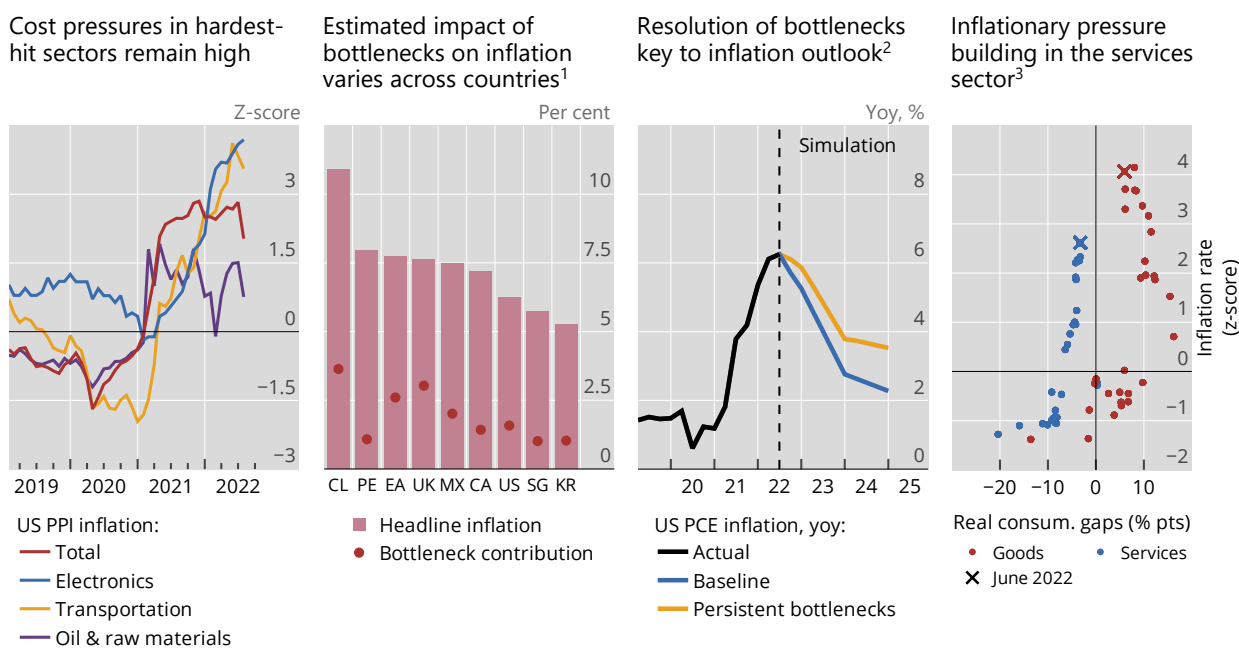 Cost pressures in hardest-
hit sectors remain high
Z-score
3
1.5
0
−1.5
−3
2019 2020 2021 2022
US PPI inflation:
Total
Electronics
Transportation
Oil & raw materials
Estimated impact of
bottlenecks on inflation
varies across countries1
Per cent
10
7.5
5
2.5
0
CL PE EA UK MX CA US SG KR
Headline inflation
Bottleneck contribution
Resolution of bottlenecks
key to inflation outlook2
Yoy, %
Simulation
8
6
4
2
0
20 21 22 23 24 25
US PCE inflation, yoy:
Actual
Baseline
Persistent bottlenecks
Inflationary pressure
building in the services
sector3
4
3
2
1
0
−1
−2
Inflation rate
(z-score)
−20 −10 0 10
Real consum. gaps (% pts)
Goods Services
June 2022